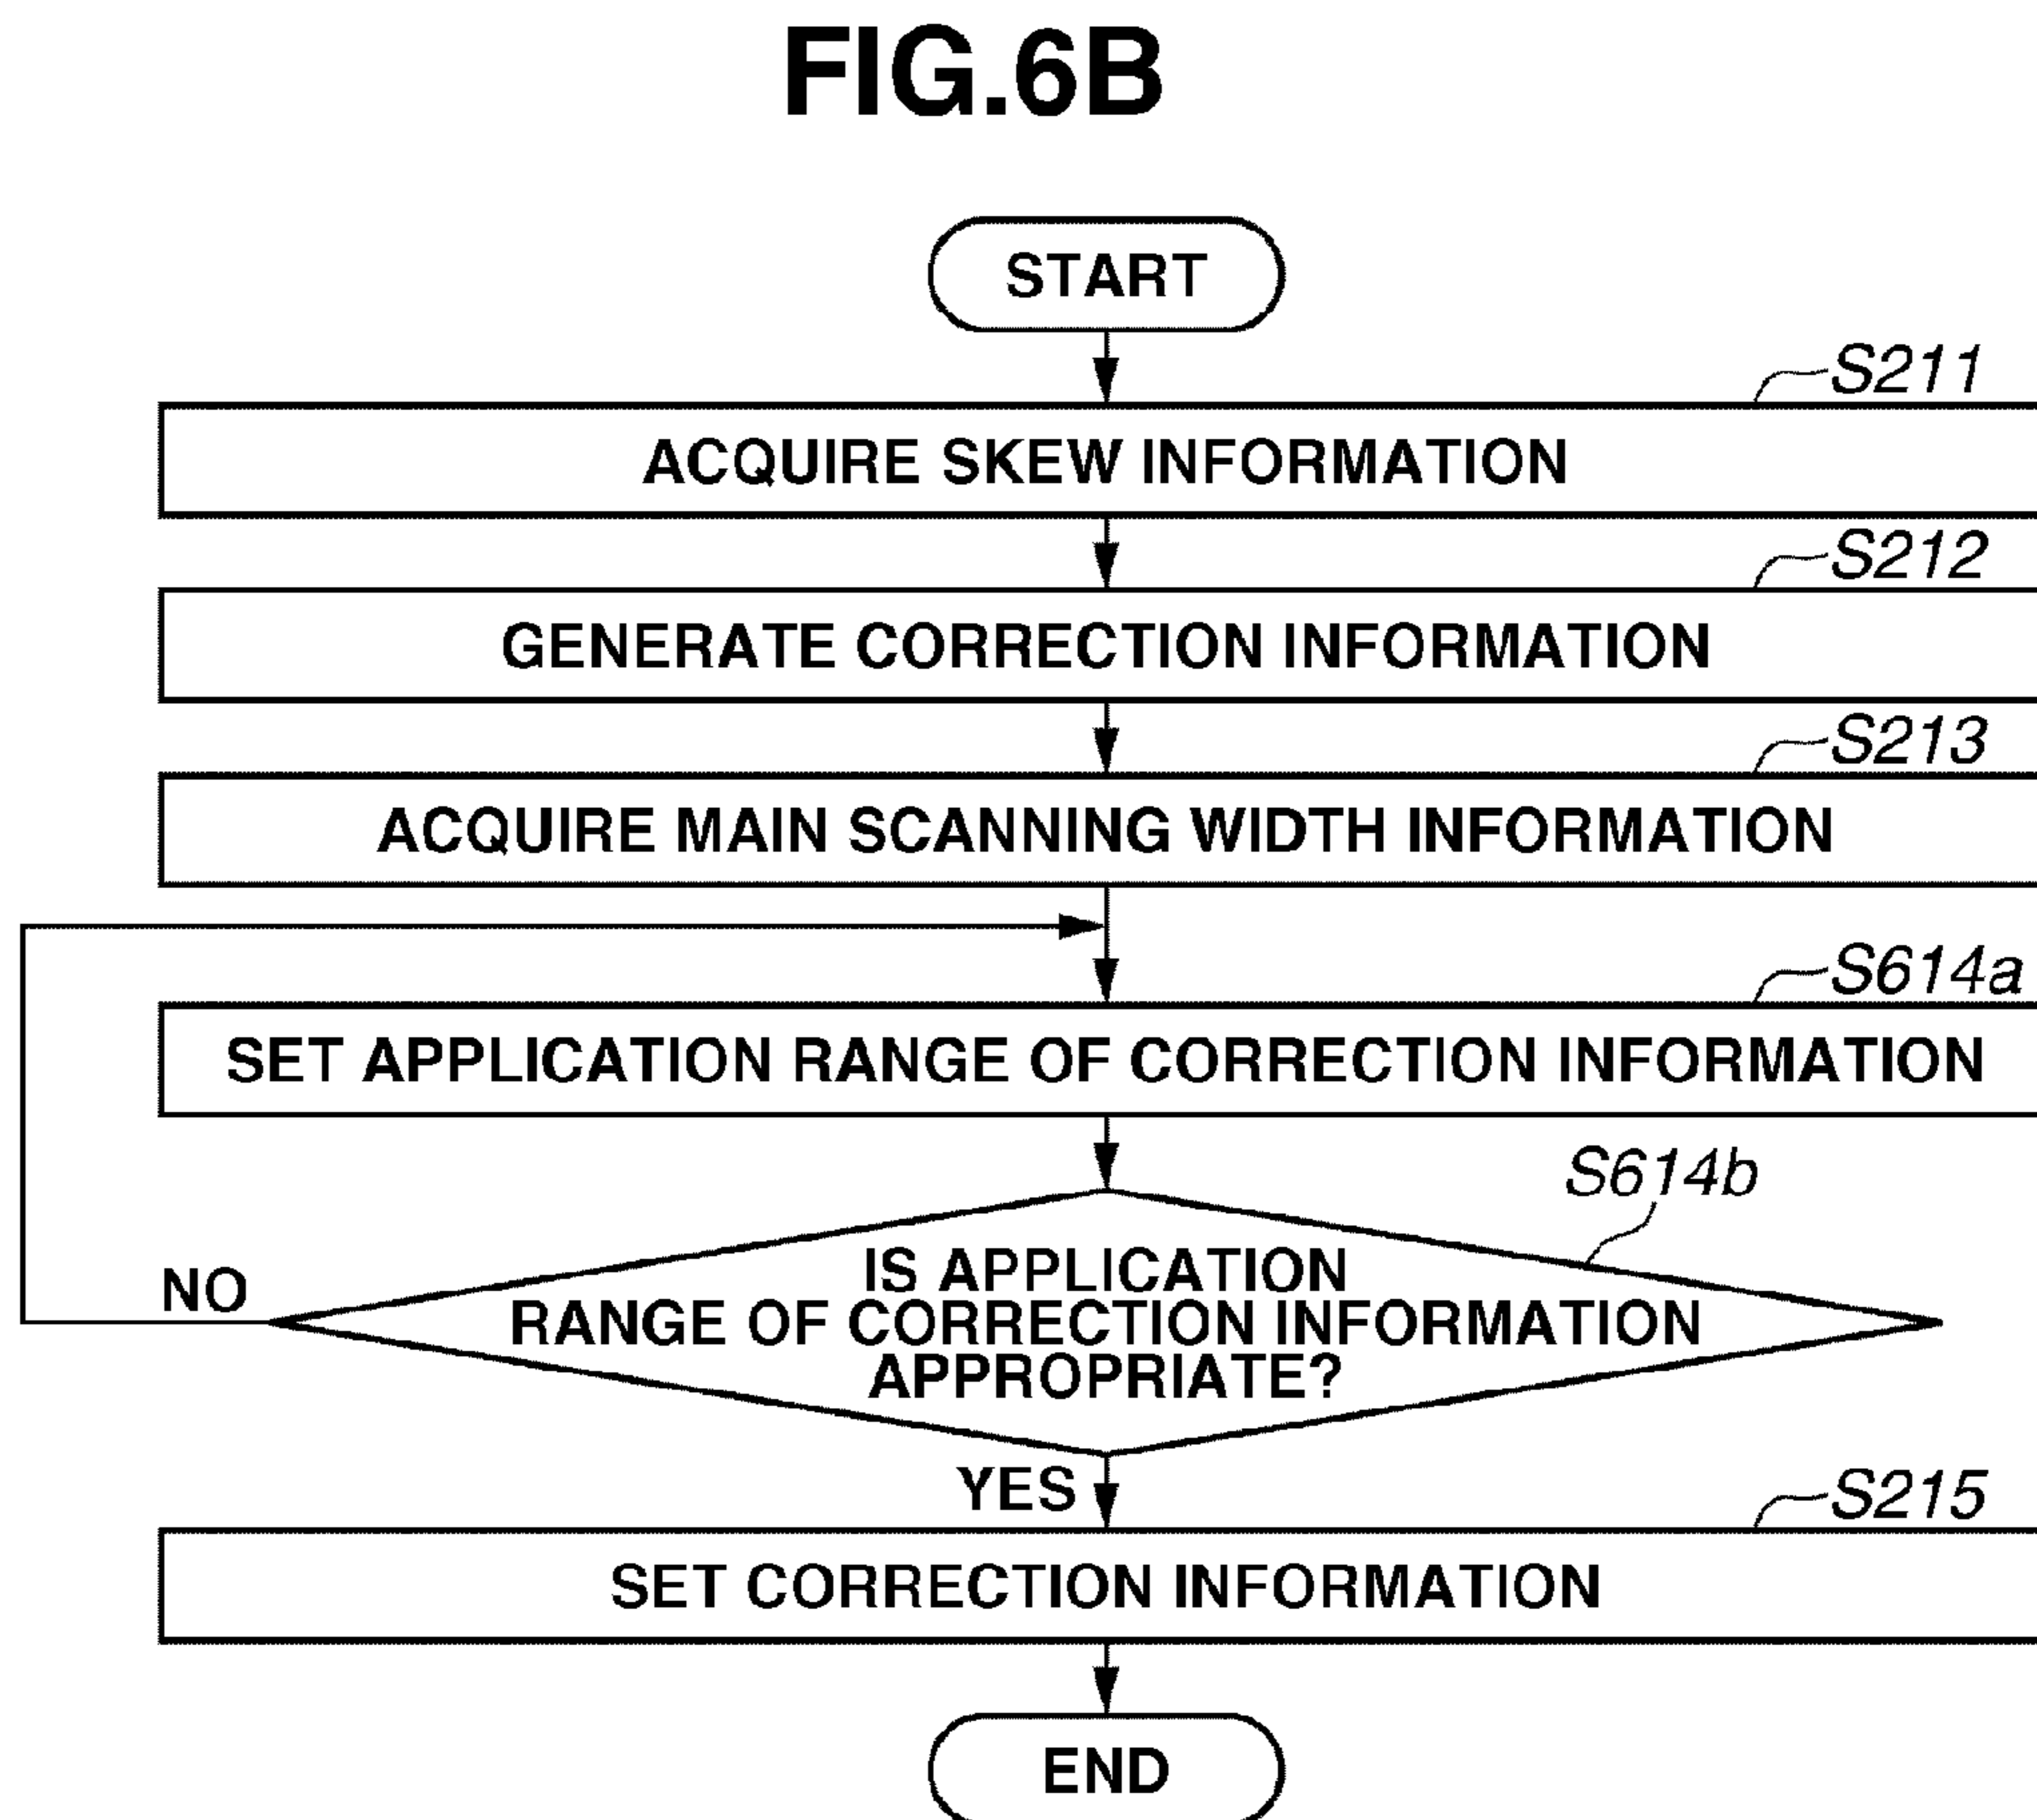 FIG.6B
START
S211
ACQUIRE SKEW INFORMATION
S212
GENERATE CORRECTION INFORMATION
S213
ACQUIRE MAIN SCANNING WIDTH INFORMATION
S614a
SET APPLICATION RANGE OF CORRECTION INFORMATION
S614b
IS APPLICATION
RANGE OF CORRECTION INFORMATION
APPROPRIATE?
NO
YES
S215
SET CORRECTION INFORMATION
END